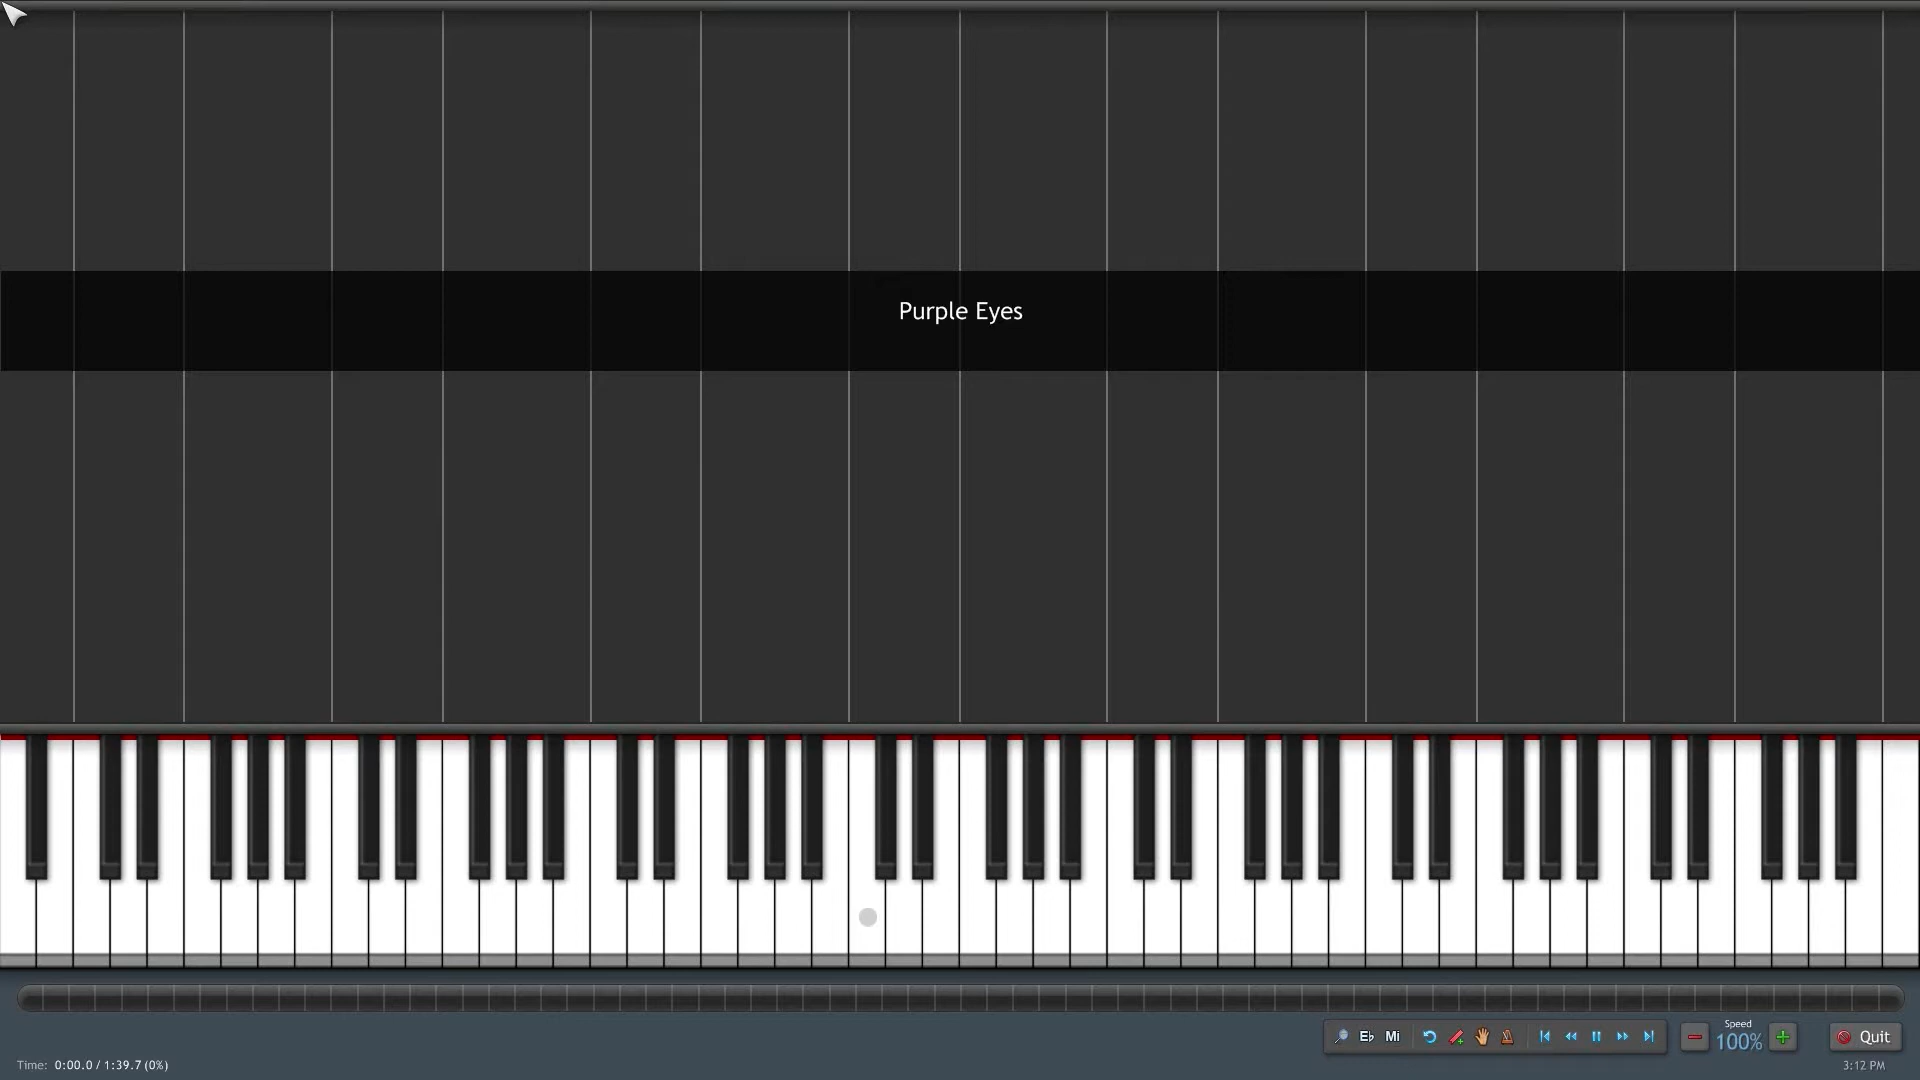 Purple Eyes
Eb Mi
Speed
100%
Quit
Time: 0:00.0 / 1:39.7 (0%)
3:12 PM